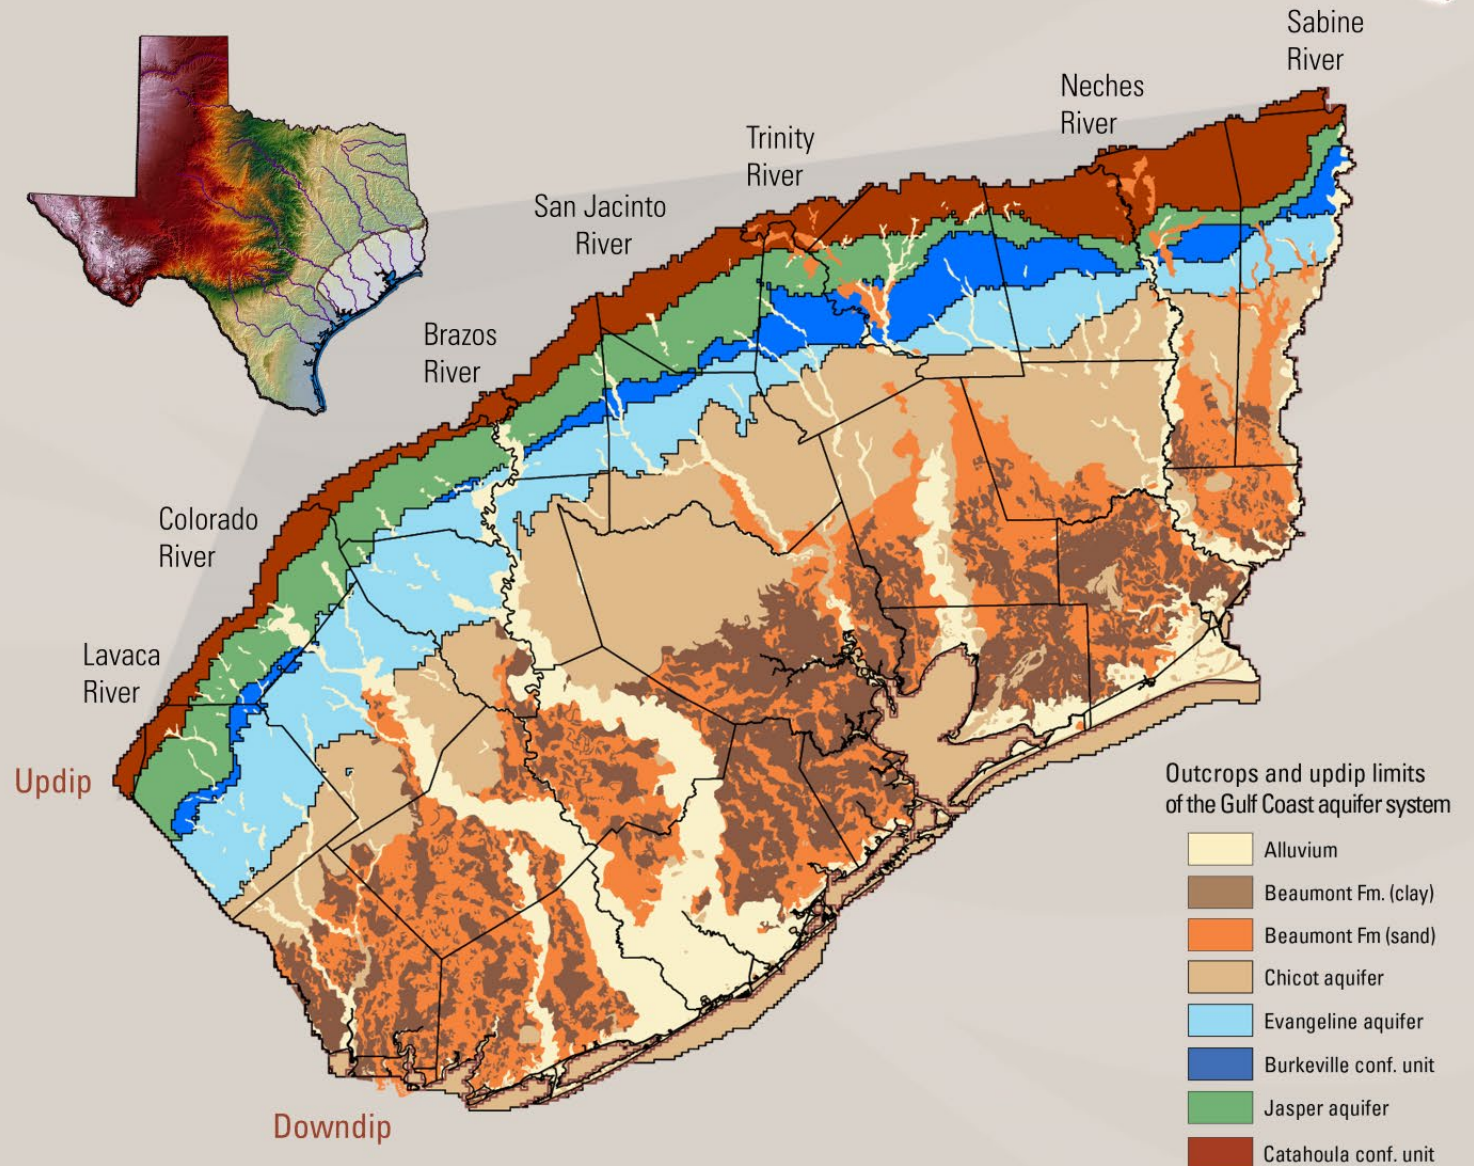 Sabine
River
Neches
River
Trinity
River
San Jacinto
River
Brazos
River
Colorado
River
Lavaca
River
Updip
Downdip
Outcrops and updip limits
of the Gulf Coast aquifer system
Alluvium
Beaumont Fm. (clay)
Beaumont Fm (sand)
Chicot aquifer
Evangeline aquifer
Burkeville conf. unit
Jasper aquifer
Catahoula conf. unit